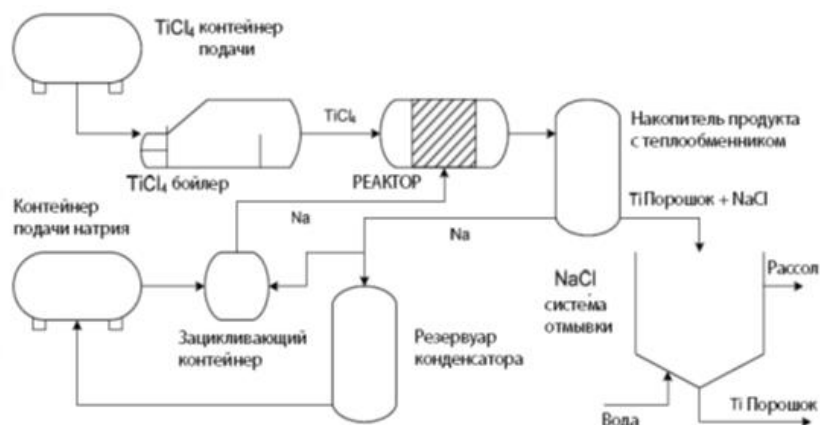 TiCl4 контейнер
подачи
TiCl4
Накопитель продукта
с теплообменником
TiCl4 бойлер
РЕАКТОР
Контейнер
подачи натрия
Na
Na
Ti Порошок + NaCl
NaCl
система
отмывки
Рассол
Зацикливающий
контейнер
Резервуар
конденсатора
Вода
Ti Порошок